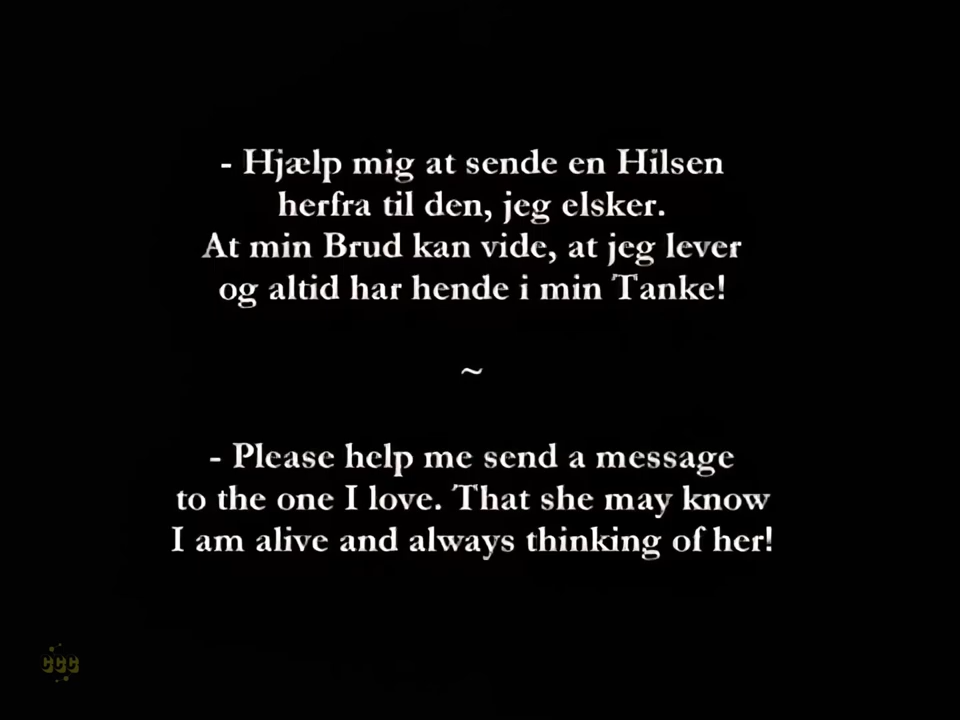 - Hjælp mig at sende en Hilsen
herfra til den, jeg elsker.
At min Brud kan vide, at jeg lever
og altid har hende i min Tanke!
~
- Please help me send a message
to the one I love. That she may know
I am alive and always thinking of her!
CCC